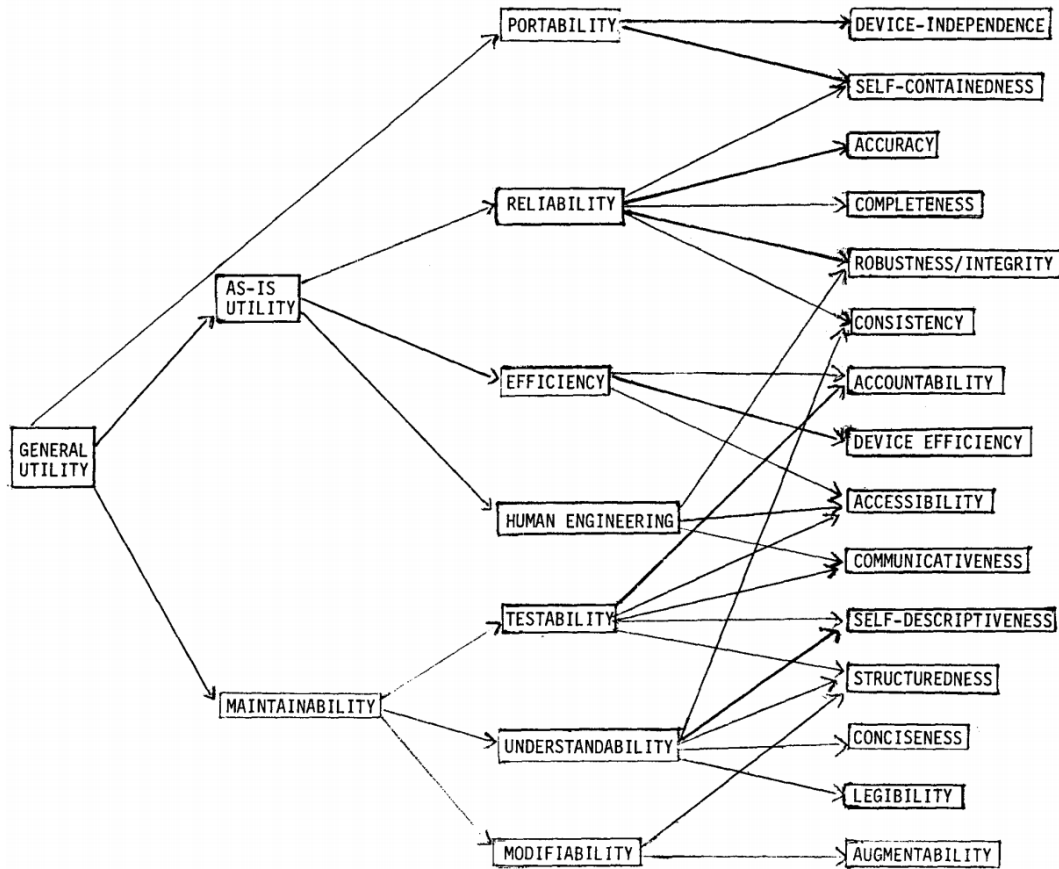 PORTABILITY
DEVICE-INDEPENDENCE
SELF-CONTAINEDNESS
ACCURACY
RELIABILITY
COMPLETENESS
ROBUSTNESS/INTEGRITY
AS-IS
UTILITY
CONSISTENCY
EFFICIENCY
ACCOUNTABILITY
GENERAL
UTILITY
DEVICE EFFICIENCY
ACCESSIBILITY
HUMAN ENGINEERING
COMMUNICATIVENESS
TESTABILITY
SELF-DESCRIPTIVENESS
STRUCTUREDNESS
MAINTAINABILITY
UNDERSTANDABILITY
CONCISENESS
LEGIBILITY
MODIFIABILITY
AUGMENTABILITY